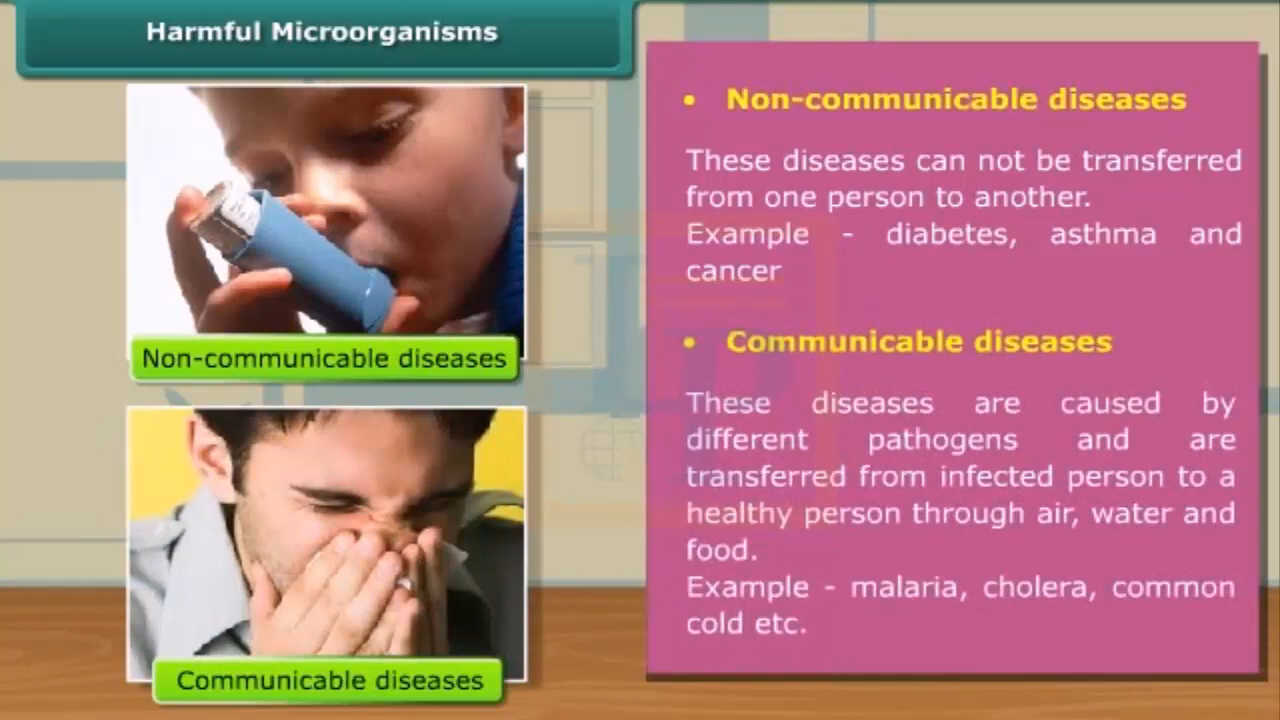 Harmful Microorganisms
Non-communicable diseases
Communicable diseases
• Non-communicable diseases
These diseases can not be transferred
from one person to another.
Example - diabetes, asthma and
cancer
• Communicable diseases
These diseases are caused by
different pathogens and are
transferred from infected person to a
healthy person through air, water and
food.
Example - malaria, cholera, common
cold etc.